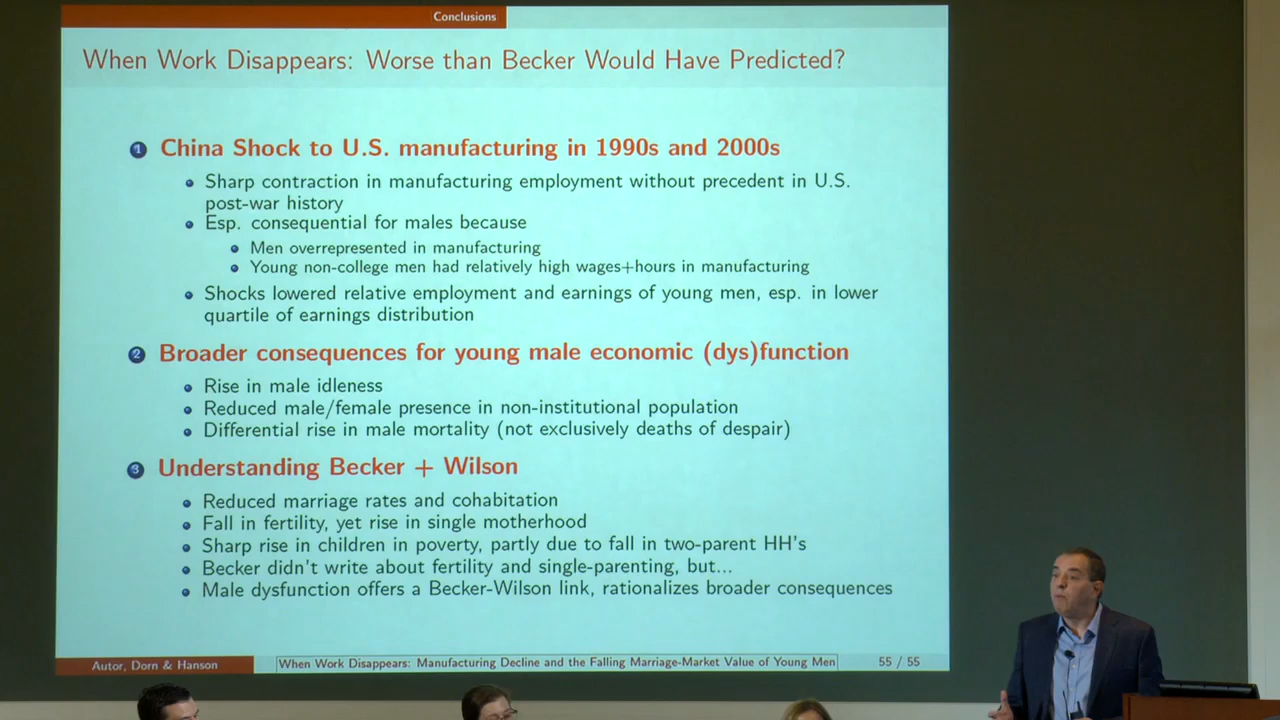 Conclusions
When Work Disappears: Worse than Becker Would Have Predicted?
1 China Shock to U.S. manufacturing in 1990s and 2000s
Sharp contraction in manufacturing employment without precedent in U.S.
post-war history
Esp. consequential for males because
Men overrepresented in manufacturing
Young non-college men had relatively high wages+hours in manufacturing
Shocks lowered relative employment and earnings of young men, esp. in lower
quartile of earnings distribution
2 Broader consequences for young male economic (dys)function
Rise in male idleness
Reduced male/female presence in non-institutional population
Differential rise in male mortality (not exclusively deaths of despair)
3 Understanding Becker + Wilson
Reduced marriage rates and cohabitation
Fall in fertility, yet rise in single motherhood
Sharp rise in children in poverty, partly due to fall in two-parent HH's
Becker didn't write about fertility and single-parenting, but...
Male dysfunction offers a Becker-Wilson link, rationalizes broader consequences
Autor, Dorn & Hanson
When Work Disappears: Manufacturing Decline and the Falling Marriage-Market Value of Young Men
55 / 55